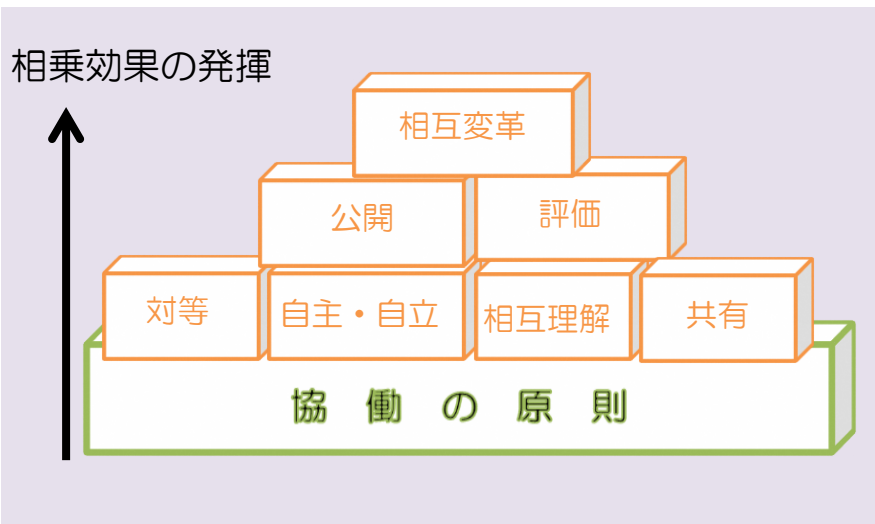 相乗効果の発揮
相互変革
公開
評価
対等
自主・自立
相互理解
共有
協働の原則